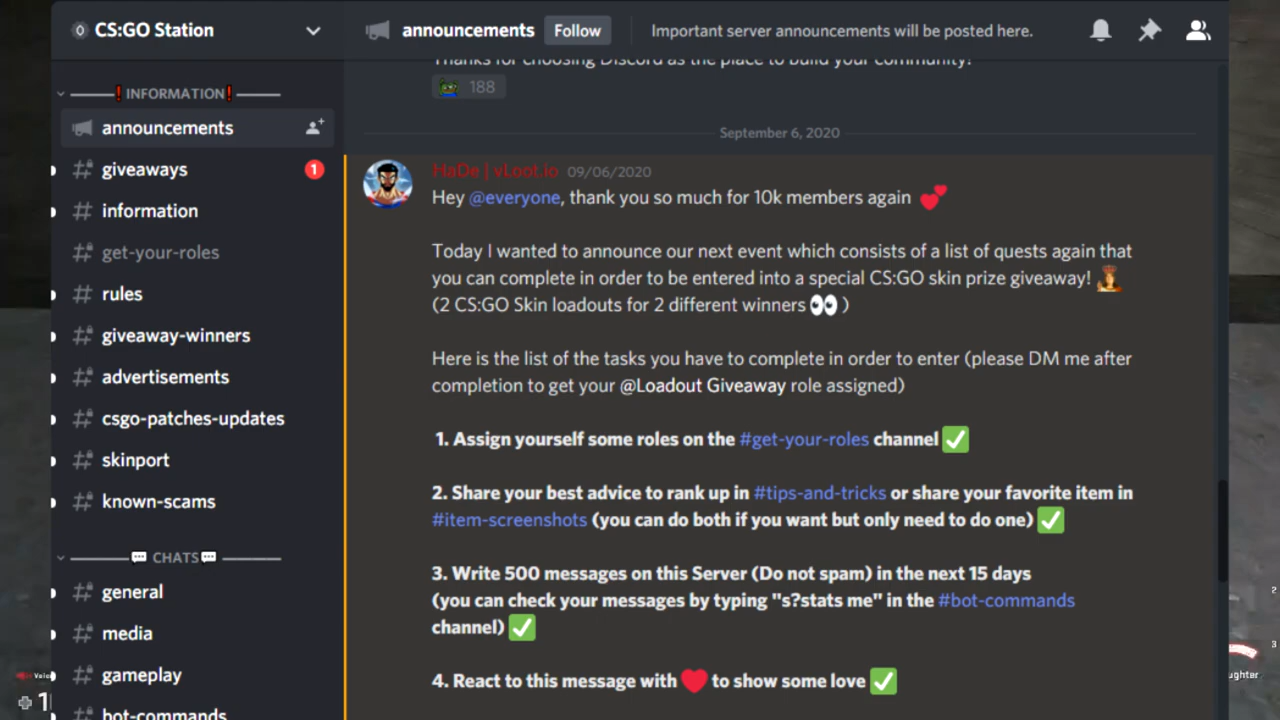 CS:GO Station
announcements
Follow
Important server announcements will be posted here.
INFORMATION
announcements
giveaways
1
information
get-your-roles
rules
giveaway-winners
advertisements
csgo-patches-updates
skinport
known-scams
CHATS
general
media
gameplay
bot-commands
Thanks for choosing Discord as the place to build your community!
188
September 6, 2020
HaDe | vLoot.io 09/06/2020
Hey @everyone, thank you so much for 10k members again
Today I wanted to announce our next event which consists of a list of quests again that
you can complete in order to be entered into a special CS:GO skin prize giveaway!
(2 CS:GO Skin loadouts for 2 different winners 👀 )
Here is the list of the tasks you have to complete in order to enter (please DM me after
completion to get your @Loadout Giveaway role assigned)
1. Assign yourself some roles on the #get-your-roles channel ✅
2. Share your best advice to rank up in #tips-and-tricks or share your favorite item in
#item-screenshots (you can do both if you want but only need to do one) ✅
3. Write 500 messages on this Server (Do not spam) in the next 15 days
(you can check your messages by typing "s?stats me" in the #bot-commands
channel) ✅
4. React to this message with ❤ to show some love ✅
2
3